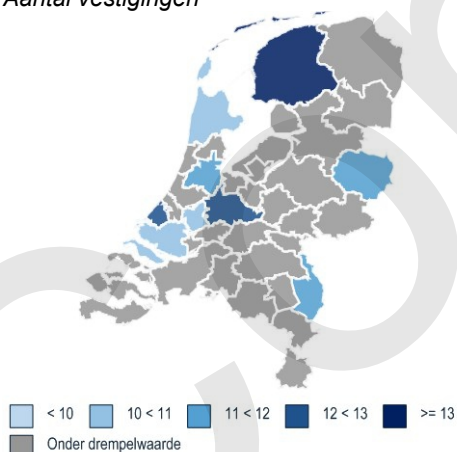 Aantal vestigingen
< 10 10 < 11 11 < 12 12 < 13 >= 13
Onder drempelwaarde